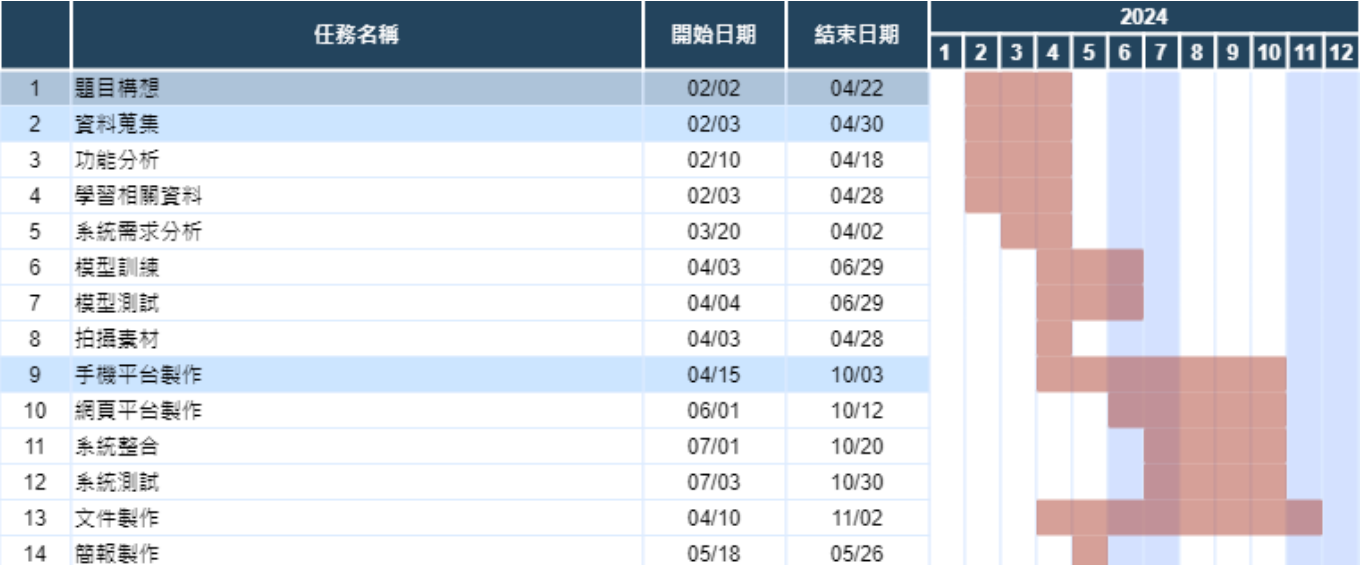 任務名稱 開始日期 結束日期 2024
1 2 3 4 5 6 7 8 9 10 11 12
1 題目構想 02/02 04/22
2 資料蒐集 02/03 04/30
3 功能分析 02/10 04/18
4 學習相關資料 02/03 04/28
5 系統需求分析 03/20 04/02
6 模型訓練 04/03 06/29
7 模型測試 04/04 06/29
8 拍攝素材 04/03 04/28
9 手機平台製作 04/15 10/03
10 網頁平台製作 06/01 10/12
11 系統整合 07/01 10/20
12 系統測試 07/03 10/30
13 文件製作 04/10 11/02
14 簡報製作 05/18 05/26